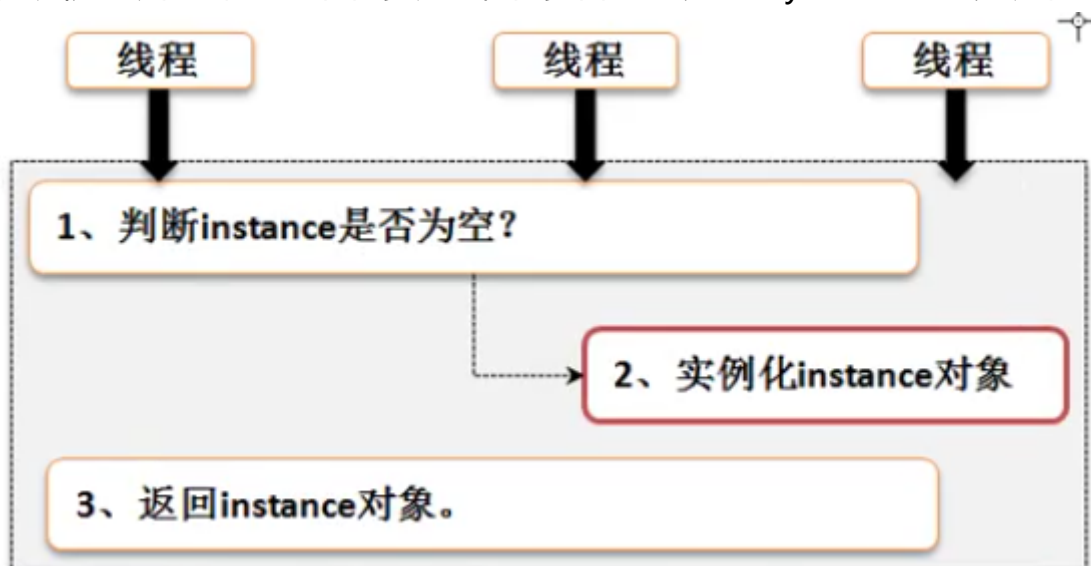 线程
线程
线程
1、判断instance是否为空?
2、实例化instance对象
3、返回instance对象。